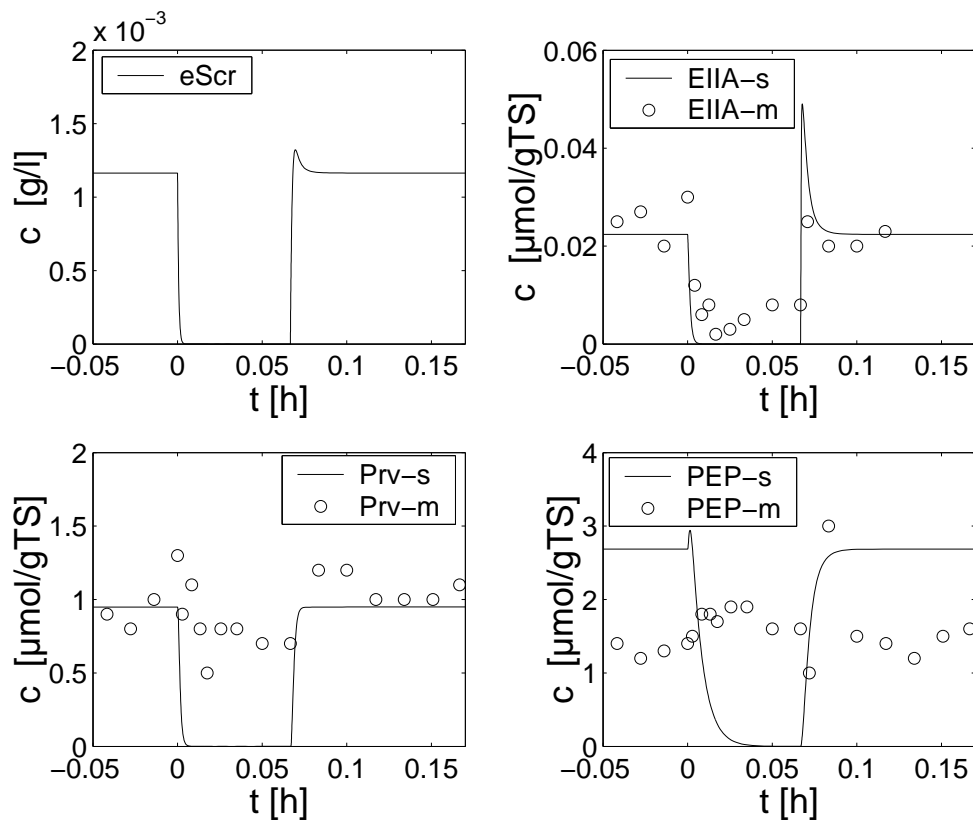 x 10−3
2
1.5
1
0.5
0
c [g/l]
eScr
−0.05 0 0.05 0.1 0.15
t [h]
0.06
0.04
0.02
0
c [µmol/gTS]
EIIA−s
EIIA−m
−0.05 0 0.05 0.1 0.15
t [h]
2
1.5
1
0.5
0
c [µmol/gTS]
Prv−s
Prv−m
−0.05 0 0.05 0.1 0.15
t [h]
4
3
2
1
0
c [µmol/gTS]
PEP−s
PEP−m
−0.05 0 0.05 0.1 0.15
t [h]